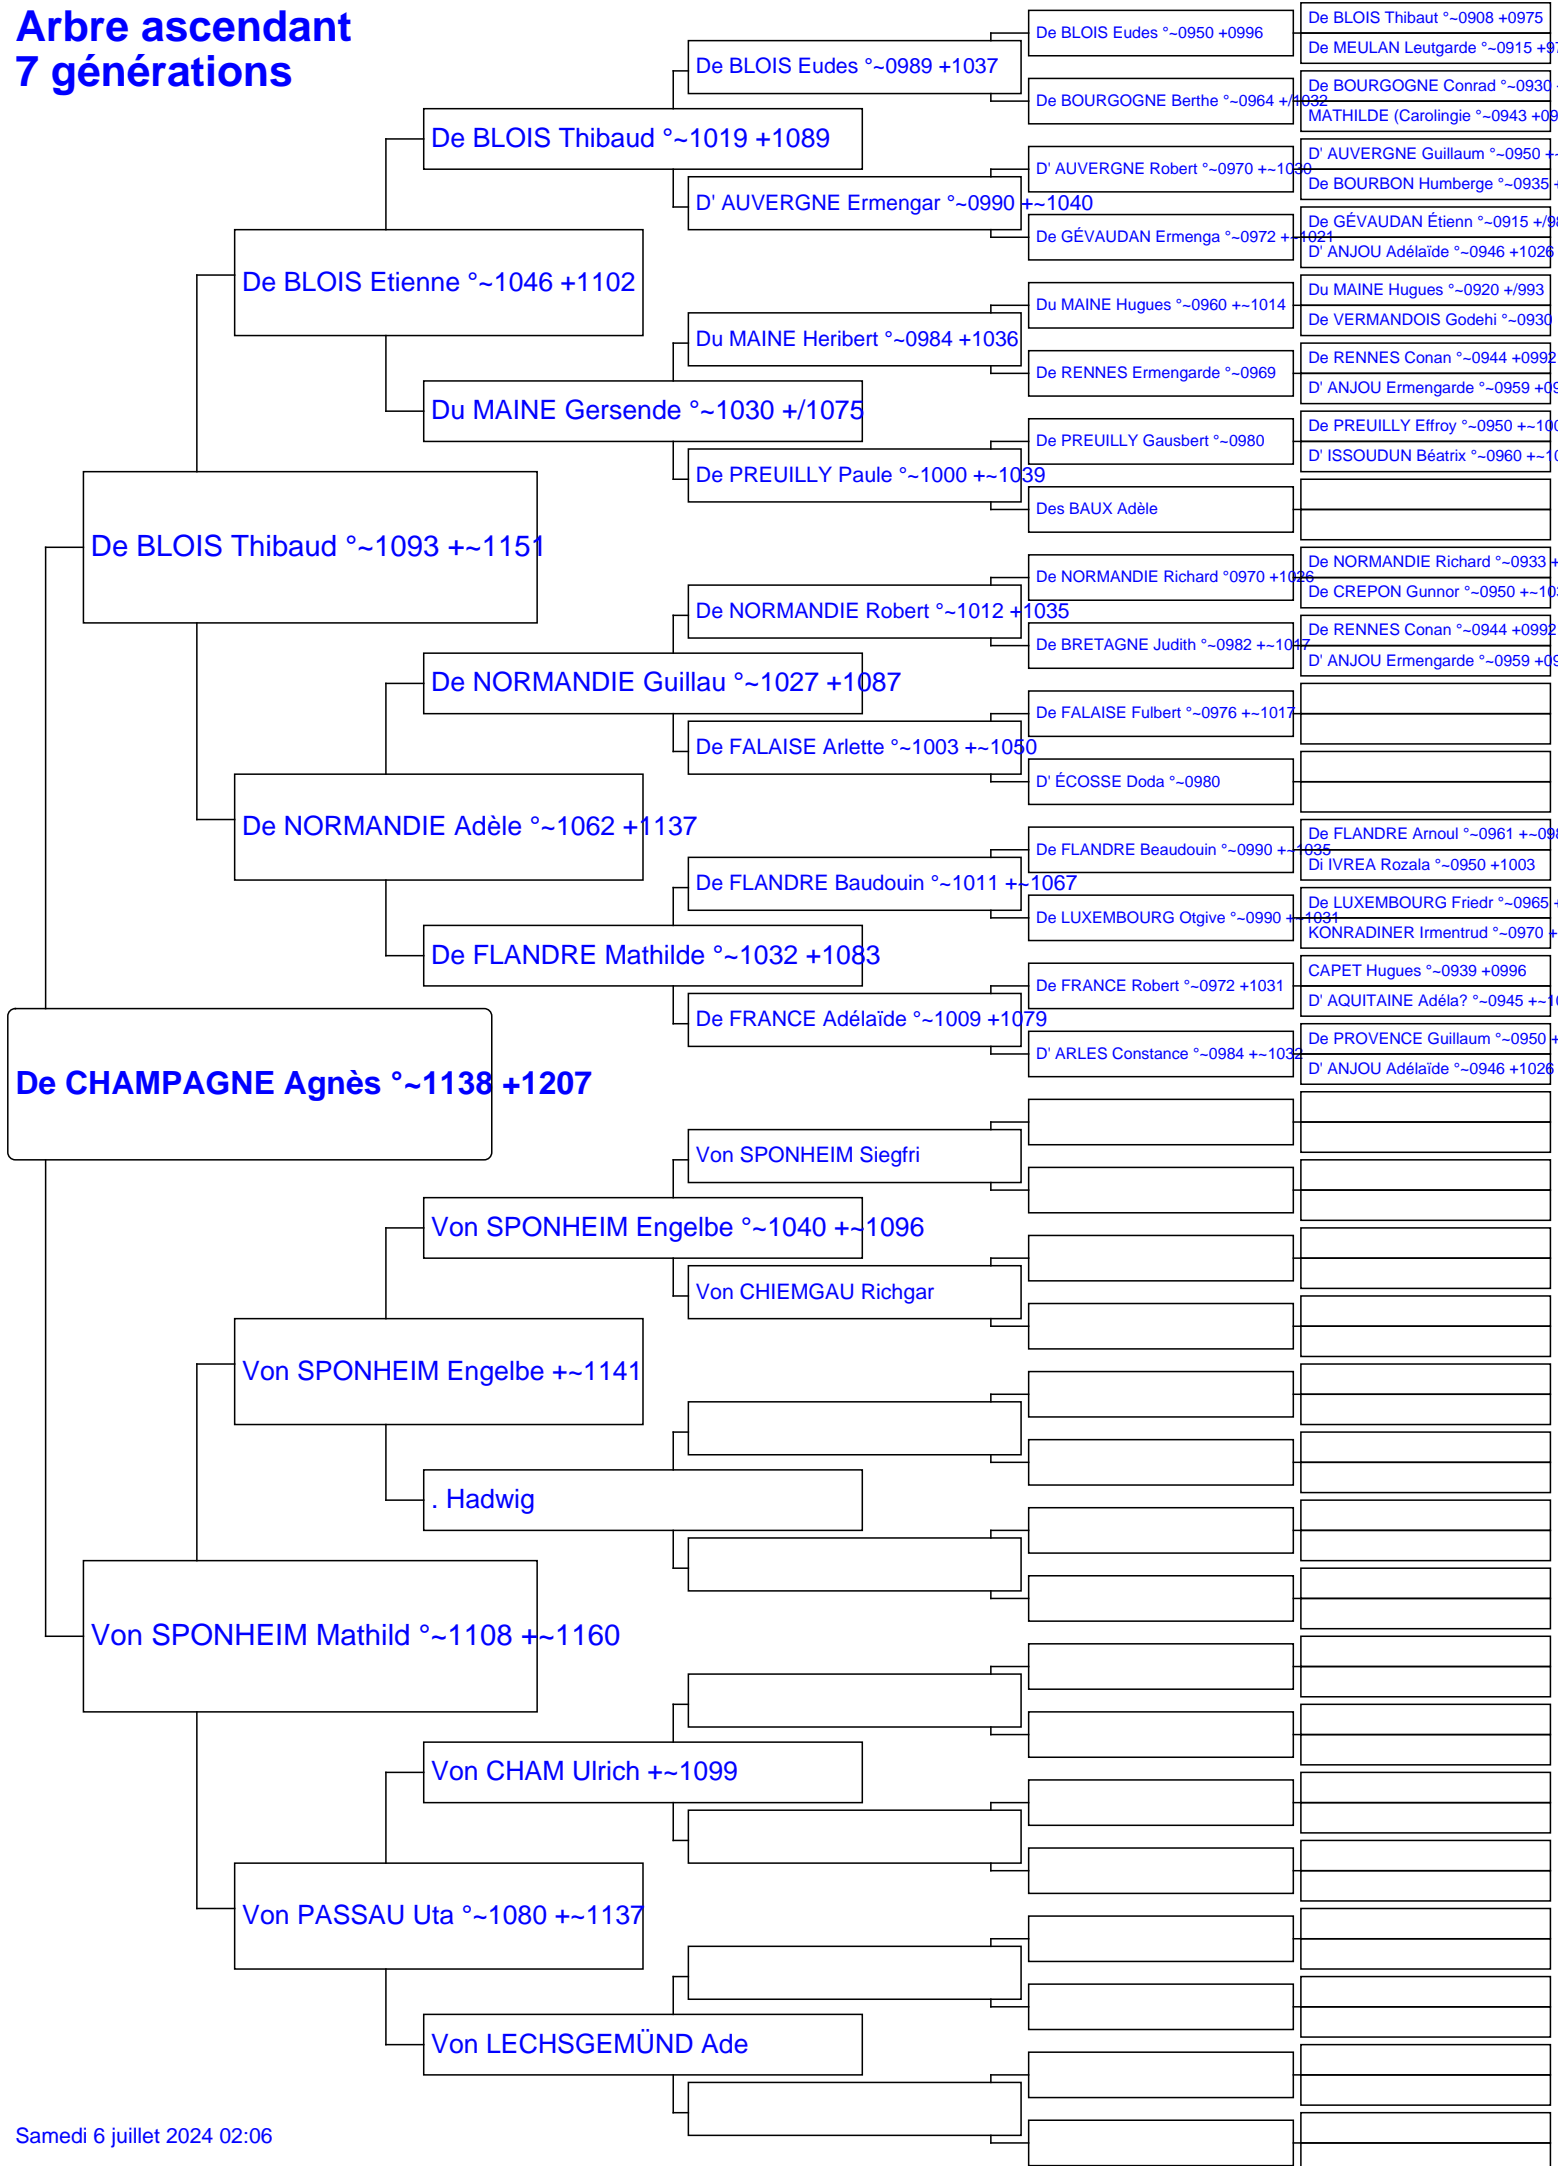 Arbre ascendant
7 générations
De CHAMPAGNE Agnès °~1138 +1207
De BLOIS Thibaud °~1093 +~1151
Von SPONHEIM Mathild °~1108 +~1160
De BLOIS Etienne °~1046 +1102
De NORMANDIE Adèle °~1062 +1137
Von SPONHEIM Engelbe +~1141
Von PASSAU Uta °~1080 +~1137
De BLOIS Thibaud °~1019 +1089
Du MAINE Gersende °~1030 +/1075
De NORMANDIE Guillau °~1027 +1087
De FLANDRE Mathilde °~1032 +1083
Von SPONHEIM Engelbe °~1040 +~1096
. Hadwig
Von CHAM Ulrich +~1099
Von LECHSGEMÜND Ade
De BLOIS Eudes °~0989 +1037
D' AUVERGNE Ermengar °~0990 +~1040
Du MAINE Heribert °~0984 +1036
De PREUILLY Paule °~1000 +~1039
De NORMANDIE Robert °~1012 +1035
De FALAISE Arlette °~1003 +~1050
De FLANDRE Baudouin °~1011 +~1067
De FRANCE Adélaïde °~1009 +1079
Von SPONHEIM Siegfri
Von CHIEMGAU Richgar
De BLOIS Eudes °~0950 +0996
De BOURGOGNE Berthe °~0964 +/1032
D' AUVERGNE Robert °~0970 +~1030
De GÉVAUDAN Ermenga °~0972 +~1021
Du MAINE Hugues °~0960 +~1014
De RENNES Ermengarde °~0969
De PREUILLY Gausbert °~0980
Des BAUX Adèle
De NORMANDIE Richard °0970 +1026
De BRETAGNE Judith °~0982 +~1017
De FALAISE Fulbert °~0976 +~1017
D' ÉCOSSE Doda °~0980
De FLANDRE Beaudouin °~0990 +~1035
De LUXEMBOURG Otgive °~0990 +~1031
De FRANCE Robert °~0972 +1031
D' ARLES Constance °~0984 +~1032
De BLOIS Thibaut °~0908 +0975
De MEULAN Leutgarde °~0915 +97
De BOURGOGNE Conrad °~0930 +
MATHILDE (Carolingie °~0943 +09
D' AUVERGNE Guillaum °~0950 +~
De BOURBON Humberge °~0935 +
De GÉVAUDAN Étienn °~0915 +/98
D' ANJOU Adélaïde °~0946 +1026
Du MAINE Hugues °~0920 +/993
De VERMANDOIS Godehi °~0930
De RENNES Conan °~0944 +0992
D' ANJOU Ermengarde °~0959 +09
De PREUILLY Effroy °~0950 +~100
D' ISSOUDUN Béatrix °~0960 +~10
De NORMANDIE Richard °~0933 +
De CREPON Gunnor °~0950 +~103
De RENNES Conan °~0944 +0992
D' ANJOU Ermengarde °~0959 +09
De FLANDRE Arnoul °~0961 +~098
Di IVREA Rozala °~0950 +1003
De LUXEMBOURG Friedr °~0965 +
KONRADINER Irmentrud °~0970 +
CAPET Hugues °~0939 +0996
D' AQUITAINE Adéla? °~0945 +~10
De PROVENCE Guillaum °~0950 +
D' ANJOU Adélaïde °~0946 +1026
Samedi 6 juillet 2024 02:06